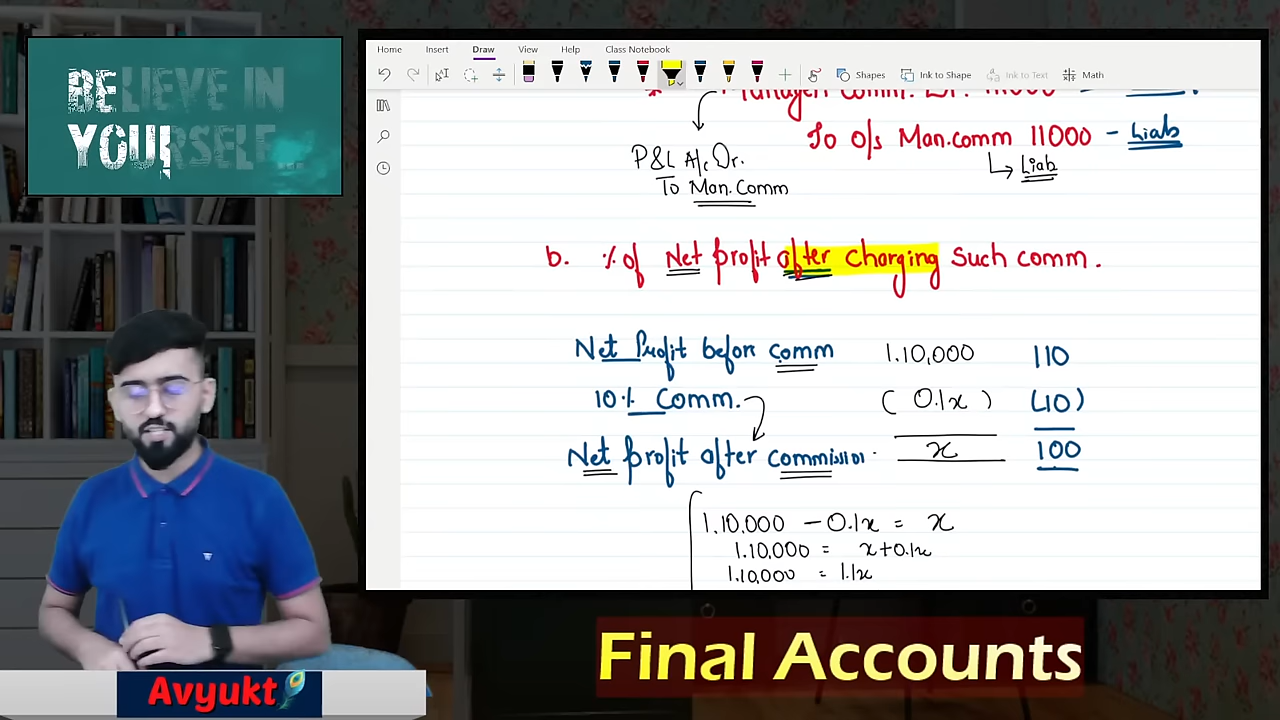 BELIEVE IN
YOURSELF...
Home Insert Draw View Help Class Notebook
Shapes Ink to Shape Ink to Text Math
To o/s Man.comm 11000 - Liab
Liab
P&L A/c Dr.
To Man.Comm
b. % of Net profit after charging Such comm.
Net Profit before comm 1,10,000 110
10% Comm. (0.1x) (10)
Net profit after commission. x 100
1,10,000 - 0.1x = x
1,10,000 = x+0.1x
1,10,000 = 1.1x
Final Accounts
Avyukt